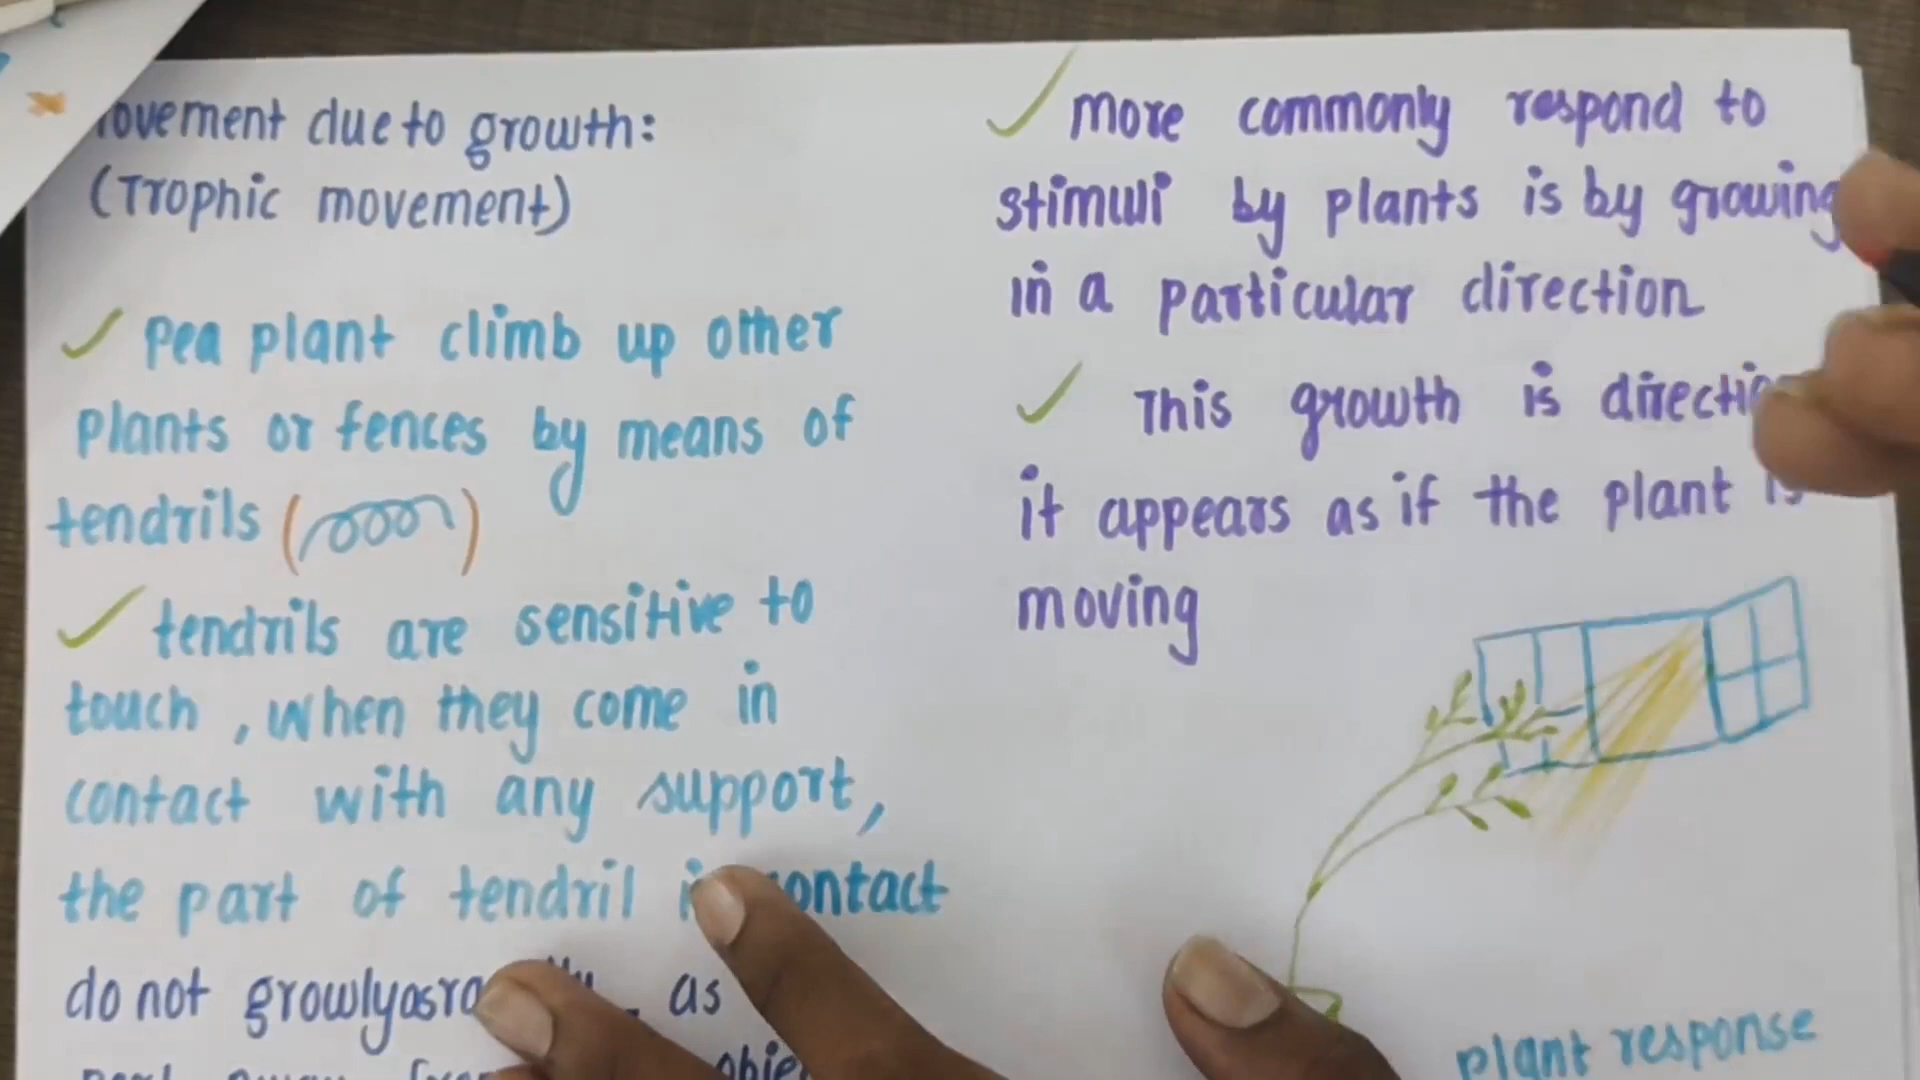 ovement due to growth:
(Trophic movement)
✓ Pea plant climb up other
plants or fences by means of
tendrils ( )
✓ tendrils are sensitive to
touch, when they come in
contact with any support,
the part of tendril contact
do not as
✓ More commonly respond to
stimuli by plants is by growing
in a particular direction
✓ This growth is
it appears as if the plant
moving
plant response